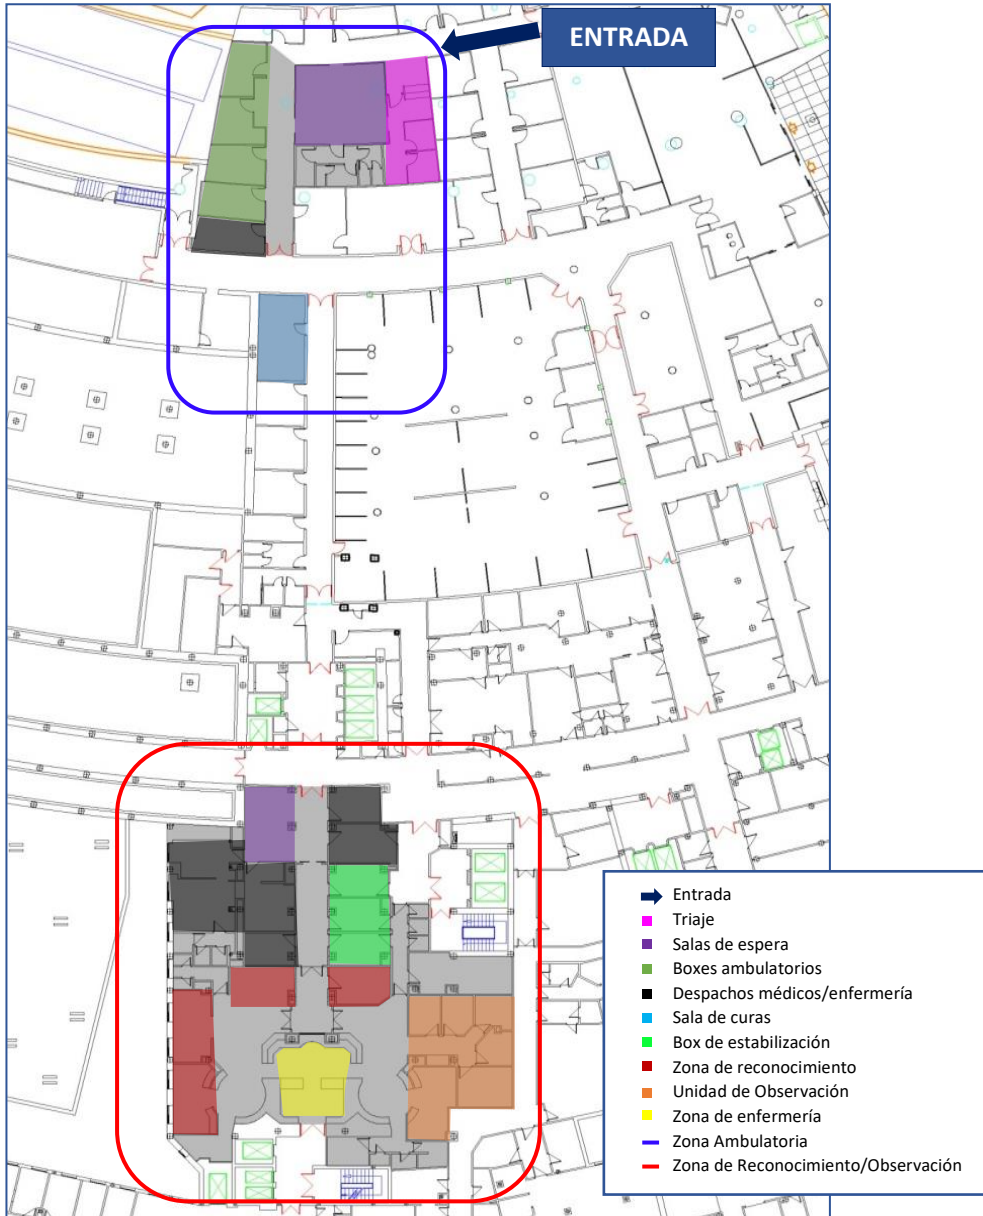 ENTRADA
Entrada
Triaje
Salas de espera
Boxes ambulatorios
Despachos médicos/enfermería
Sala de curas
Box de estabilización
Zona de reconocimiento
Unidad de Observación
Zona de enfermería
Zona Ambulatoria
Zona de Reconocimiento/Observación